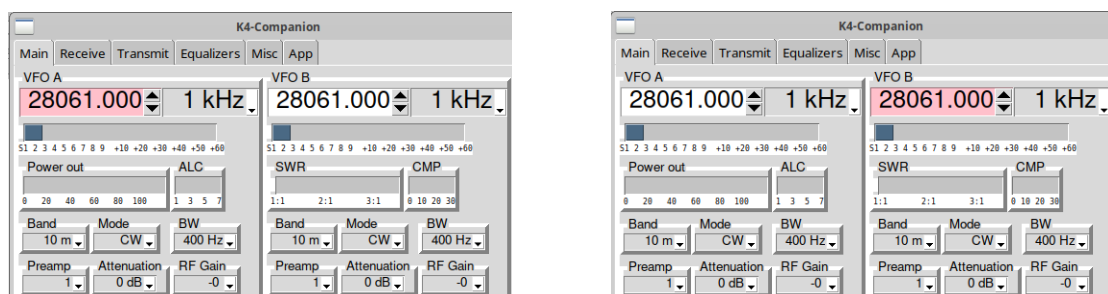 K4-Companion
Main Receive Transmit Equalizers Misc App
VFO A VFO B
28061.000 1 kHz 28061.000 1 kHz
S1 2 3 4 5 6 7 8 9 +10 +20 +30 +40 +50 +60 S1 2 3 4 5 6 7 8 9 +10 +20 +30 +40 +50 +60
Power out ALC SWR CMP
0 20 40 60 80 100 1 3 5 7 1:1 2:1 3:1 0 10 20 30
Band Mode BW Band Mode BW
10 m CW 400 Hz 10 m CW 400 Hz
Preamp Attenuation RF Gain Preamp Attenuation RF Gain
1 0 dB -0 1 0 dB -0
K4-Companion
Main Receive Transmit Equalizers Misc App
VFO A VFO B
28061.000 1 kHz 28061.000 1 kHz
S1 2 3 4 5 6 7 8 9 +10 +20 +30 +40 +50 +60 S1 2 3 4 5 6 7 8 9 +10 +20 +30 +40 +50 +60
Power out ALC SWR CMP
0 20 40 60 80 100 1 3 5 7 1:1 2:1 3:1 0 10 20 30
Band Mode BW Band Mode BW
10 m CW 400 Hz 10 m CW 400 Hz
Preamp Attenuation RF Gain Preamp Attenuation RF Gain
1 0 dB -0 1 0 dB -0